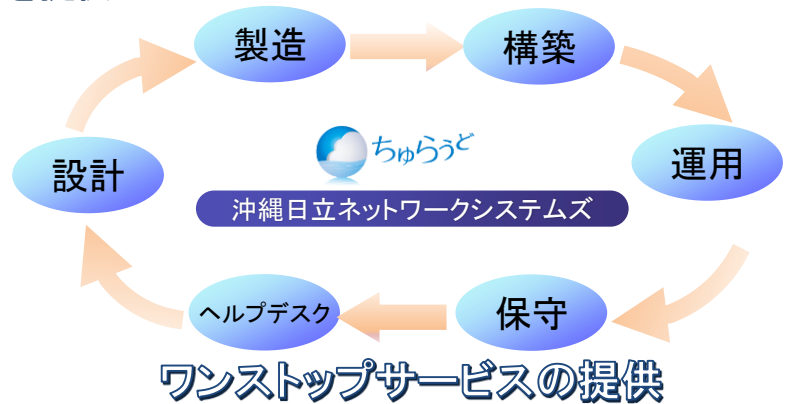 製造
構築
ちゅらうど
設計
運用
沖縄日立ネットワークシステムズ
ヘルプデスク
保守
ワンストップサービスの提供